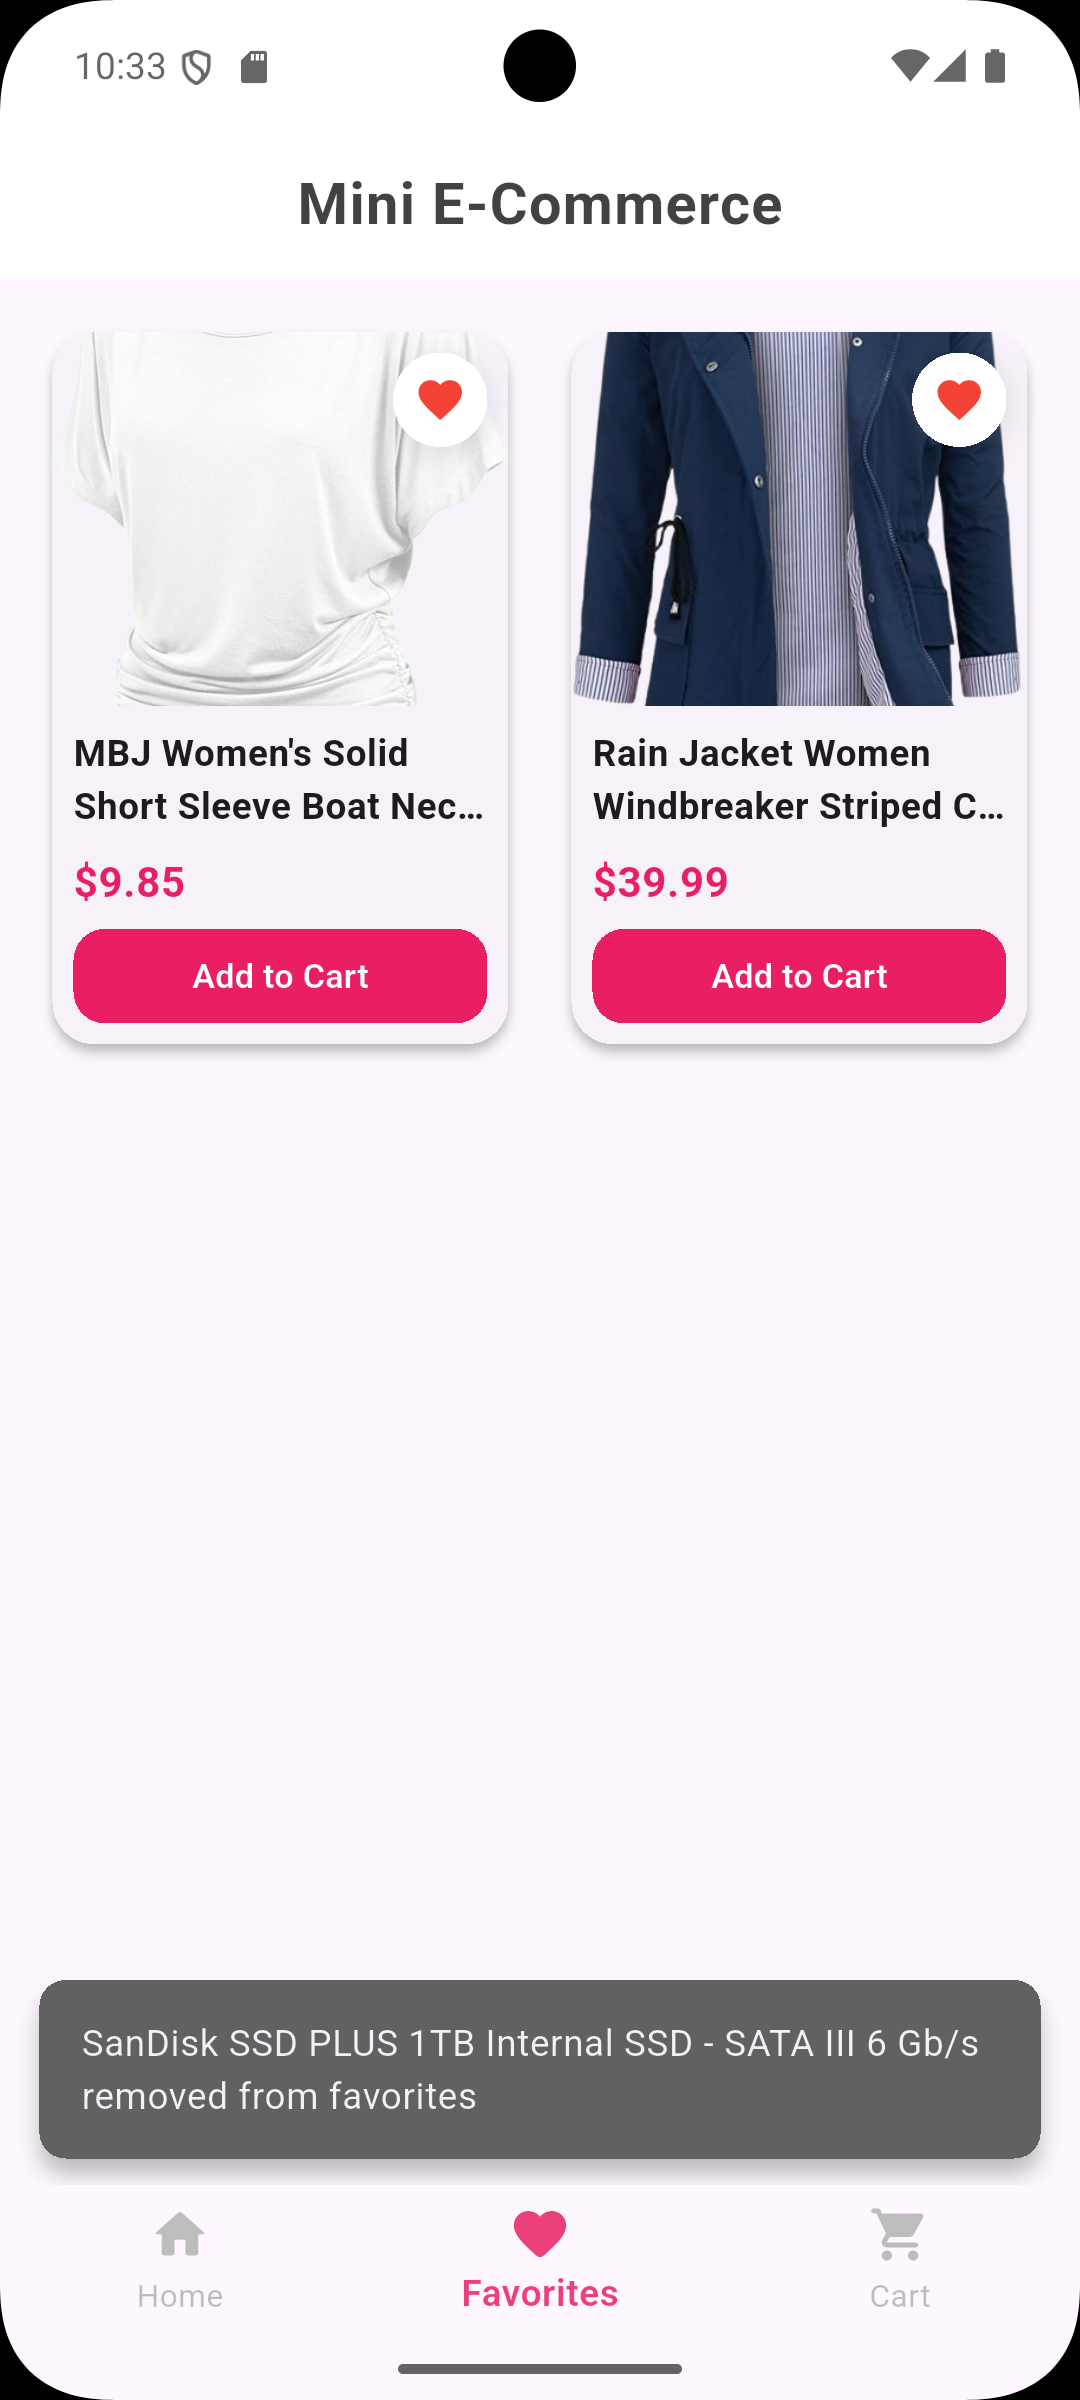 10:33
Mini E-Commerce
MBJ Women's Solid
Short Sleeve Boat Nec…
$9.85
Add to Cart
Rain Jacket Women
Windbreaker Striped C…
$39.99
Add to Cart
SanDisk SSD PLUS 1TB Internal SSD - SATA III 6 Gb/s
removed from favorites
Home
Favorites
Cart